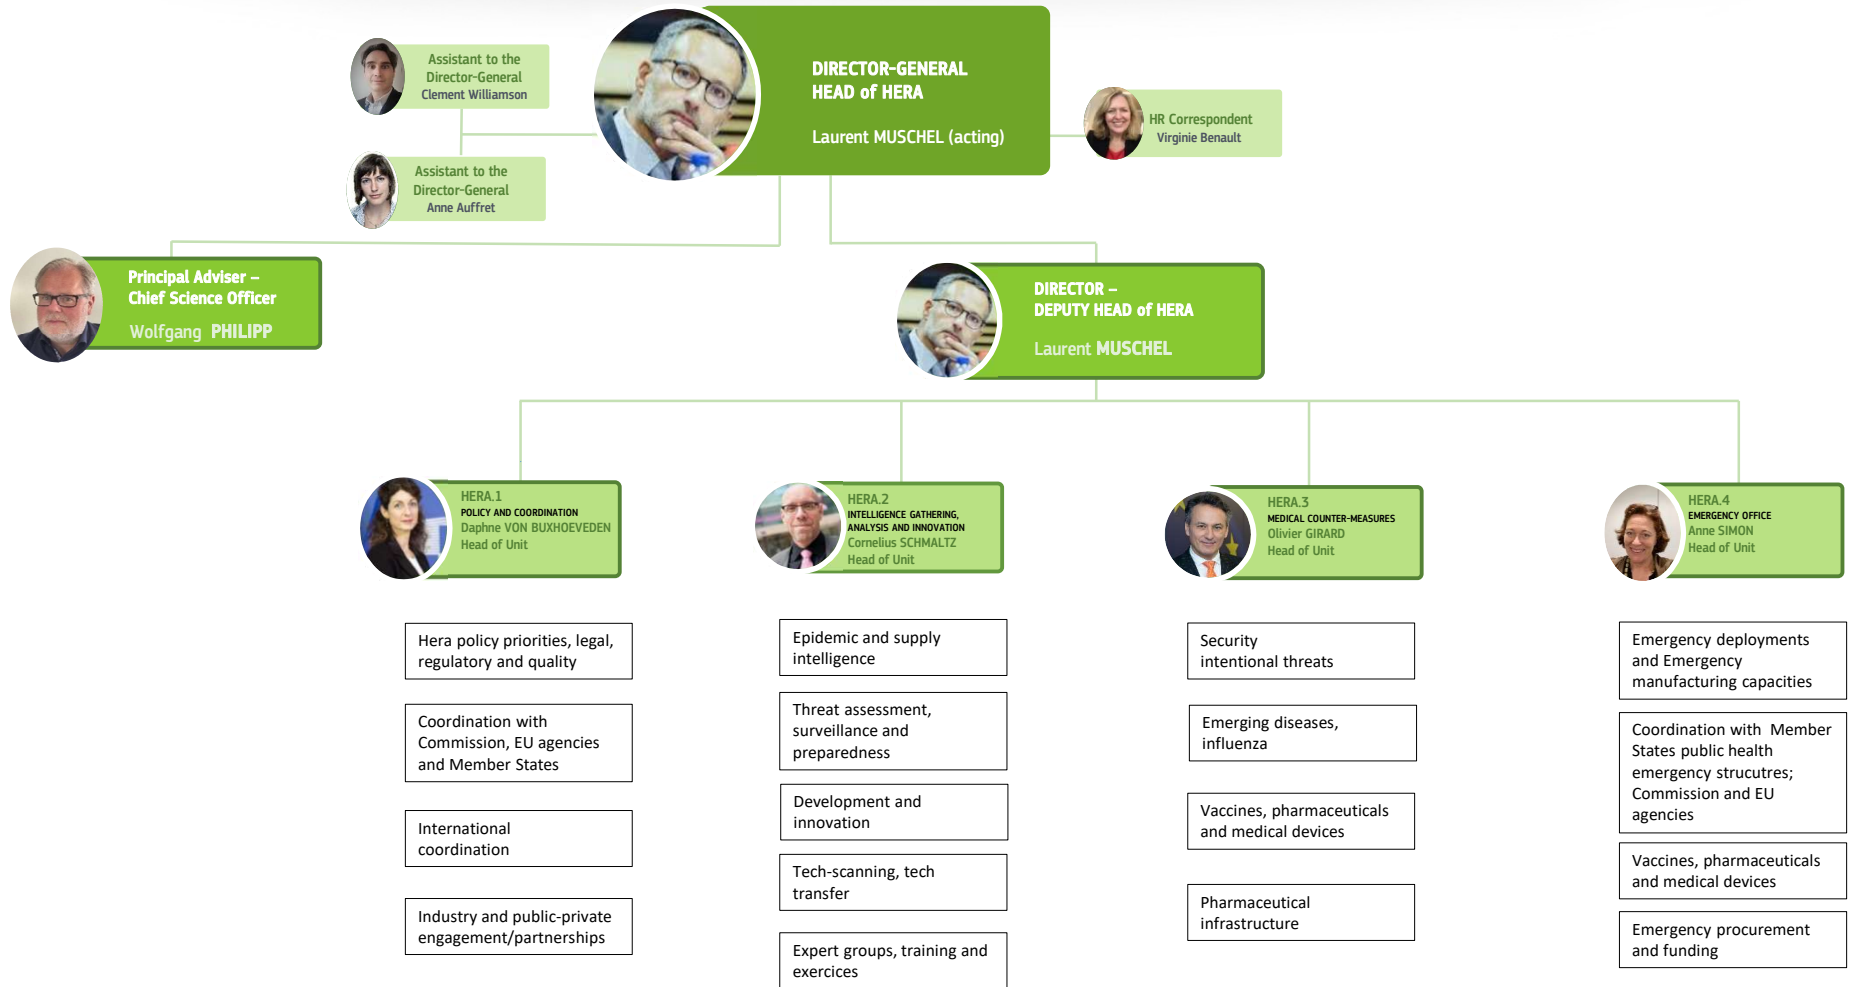 Assistant to the
Director-General
Clement Williamson
DIRECTOR-GENERAL
HEAD of HERA
Laurent MUSCHEL (acting)
HR Correspondent
Virginie Benault
Assistant to the
Director-General
Anne Auffret
Principal Adviser –
Chief Science Officer
Wolfgang PHILIPP
DIRECTOR –
DEPUTY HEAD of HERA
Laurent MUSCHEL
HERA.1
POLICY AND COORDINATION
Daphne VON BUXHOEVEDEN
Head of Unit
HERA.2
INTELLIGENCE GATHERING,
ANALYSIS AND INNOVATION
Cornelius SCHMALTZ
Head of Unit
HERA.3
MEDICAL COUNTER-MEASURES
Olivier GIRARD
Head of Unit
HERA.4
EMERGENCY OFFICE
Anne SIMON
Head of Unit
Hera policy priorities, legal,
regulatory and quality
Coordination with
Commission, EU agencies
and Member States
International
coordination
Industry and public-private
engagement/partnerships
Epidemic and supply
intelligence
Threat assessment,
surveillance and
preparedness
Development and
innovation
Tech-scanning, tech
transfer
Expert groups, training and
exercices
Security
intentional threats
Emerging diseases,
influenza
Vaccines, pharmaceuticals
and medical devices
Pharmaceutical
infrastructure
Emergency deployments
and Emergency
manufacturing capacities
Coordination with Member
States public health
emergency strucutres;
Commission and EU
agencies
Vaccines, pharmaceuticals
and medical devices
Emergency procurement
and funding